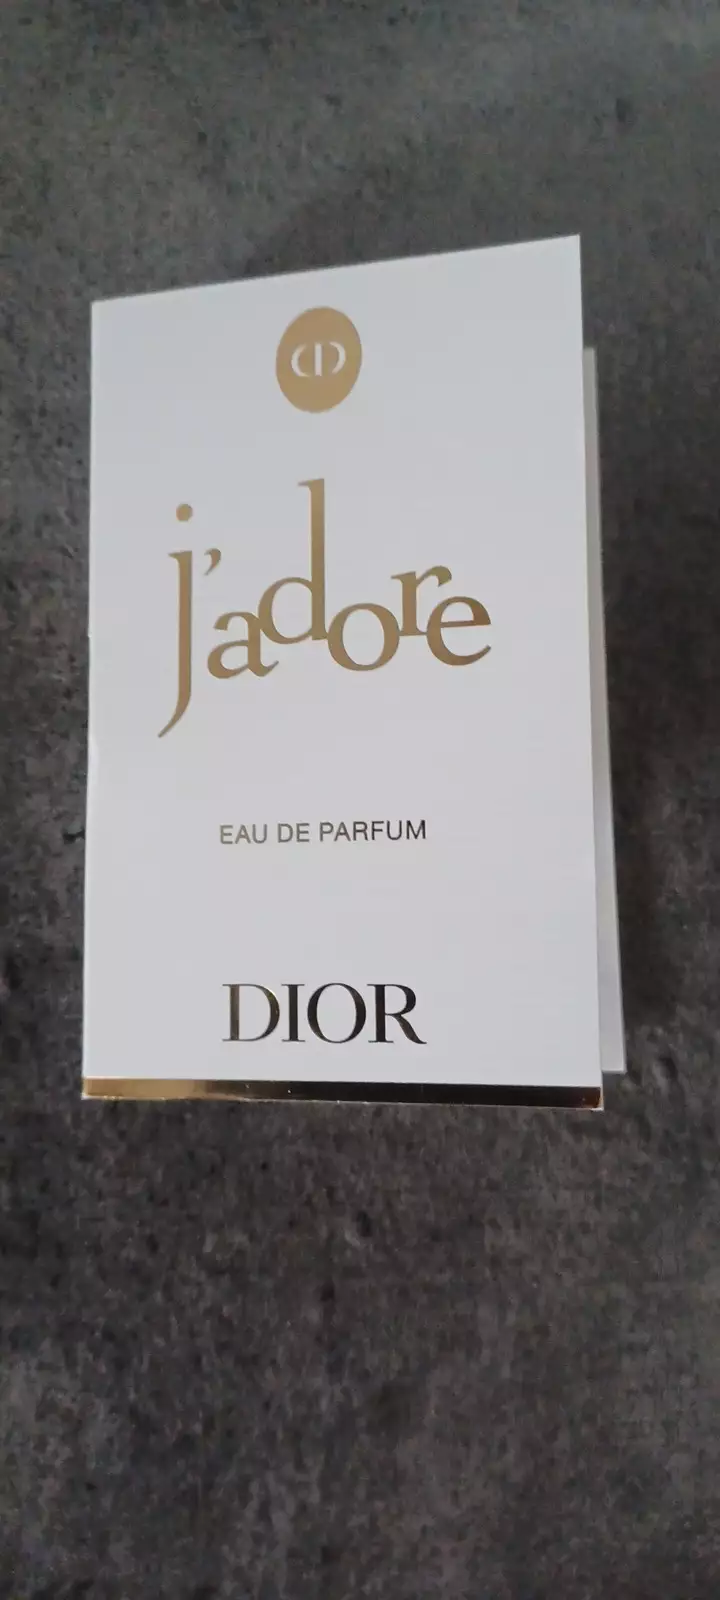 CD
j'adore
EAU DE PARFUM
DIOR